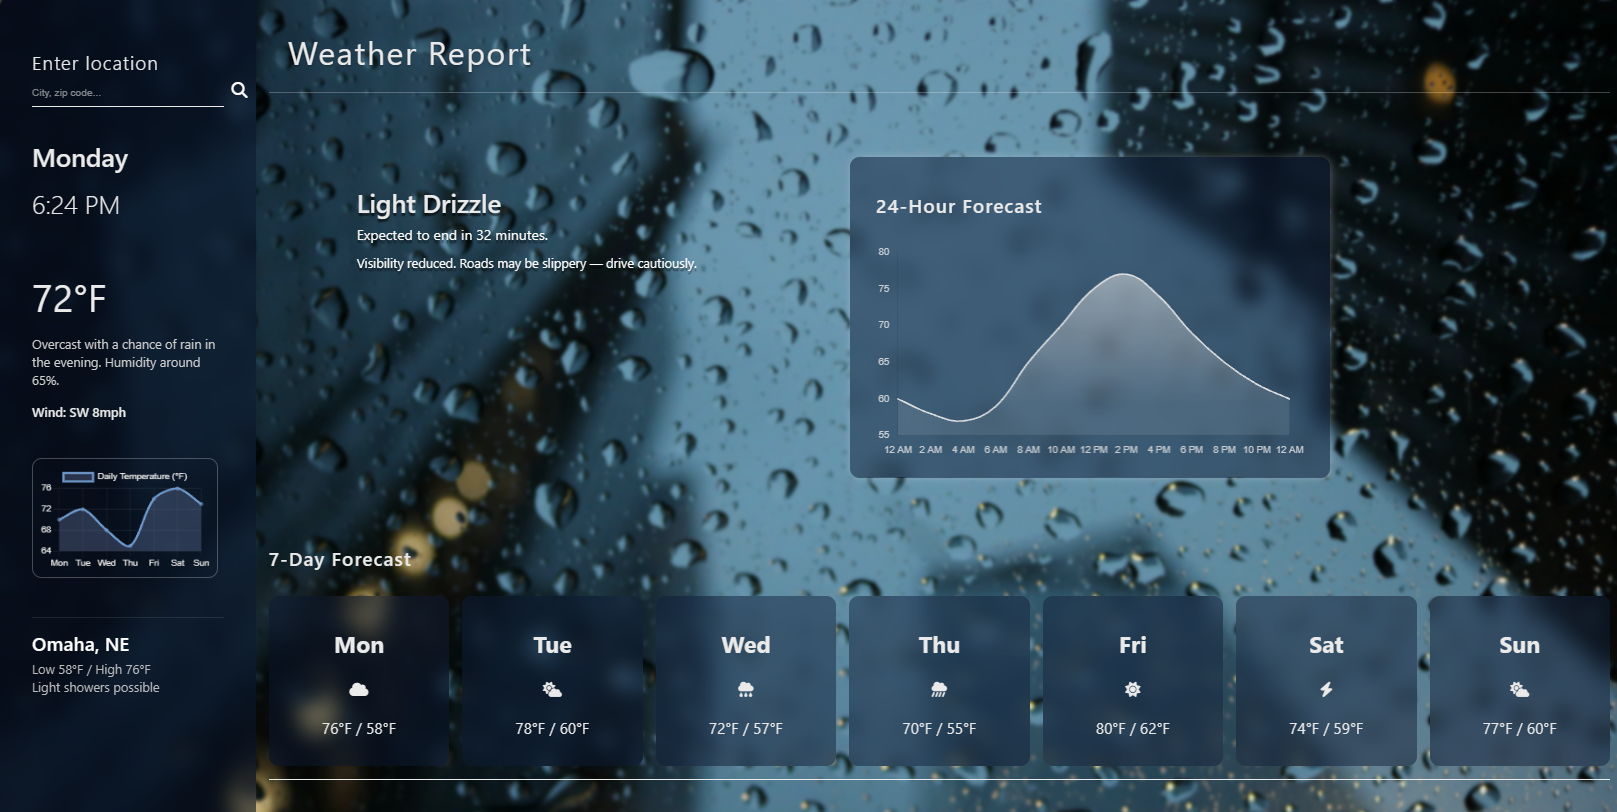 Enter location
City, zip code...
Monday
6:24 PM
72°F
Overcast with a chance of rain in
the evening. Humidity around
65%.
Wind: SW 8mph
Daily Temperature (°F)
76
72
68
64
Mon Tue Wed Thu Fri Sat Sun
Omaha, NE
Low 58°F / High 76°F
Light showers possible
Weather Report
Light Drizzle
Expected to end in 32 minutes.
Visibility reduced. Roads may be slippery — drive cautiously.
24-Hour Forecast
80
75
70
65
60
55
12 AM 2 AM 4 AM 6 AM 8 AM 10 AM 12 PM 2 PM 4 PM 6 PM 8 PM 10 PM 12 AM
7-Day Forecast
Mon
76°F / 58°F
Tue
78°F / 60°F
Wed
72°F / 57°F
Thu
70°F / 55°F
Fri
80°F / 62°F
Sat
74°F / 59°F
Sun
77°F / 60°F